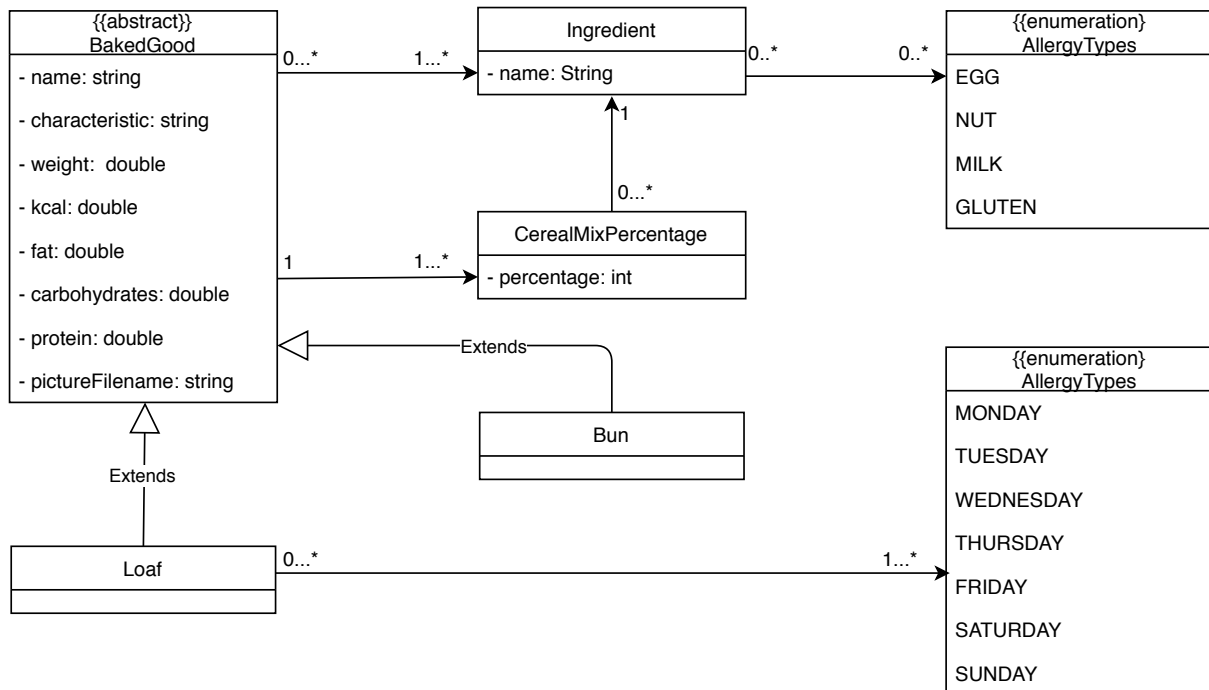 {{abstract}}
BakedGood
- name: string
- characteristic: string
- weight:  double
- kcal: double
- fat: double
- carbohydrates: double
- protein: double
- pictureFilename: string
0...*
1...*
Ingredient
- name: String
0..*
0..*
{{enumeration}
AllergyTypes
EGG
NUT
MILK
GLUTEN
1
0...*
1
1...*
CerealMixPercentage
- percentage: int
Extends
Bun
Extends
Loaf
0...*
1...*
{{enumeration}
AllergyTypes
MONDAY
TUESDAY
WEDNESDAY
THURSDAY
FRIDAY
SATURDAY
SUNDAY